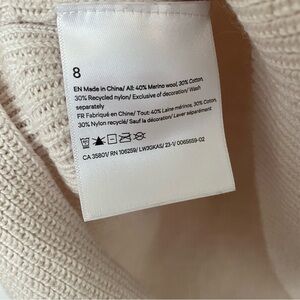 8
EN Made in China/ All: 40% Merino wool, 30% Cotton,
30% Recycled nylon/ Exclusive of decoration/ Wash
separately
FR Fabriqué en Chine/ Tout: 40% Laine mérinos, 30% Coton,
30% Nylon recyclé/ Sauf la décoration/ Laver séparément
CA 35801/ RN 106259/ LW3GKAS/ 23-1/ 0065659-02